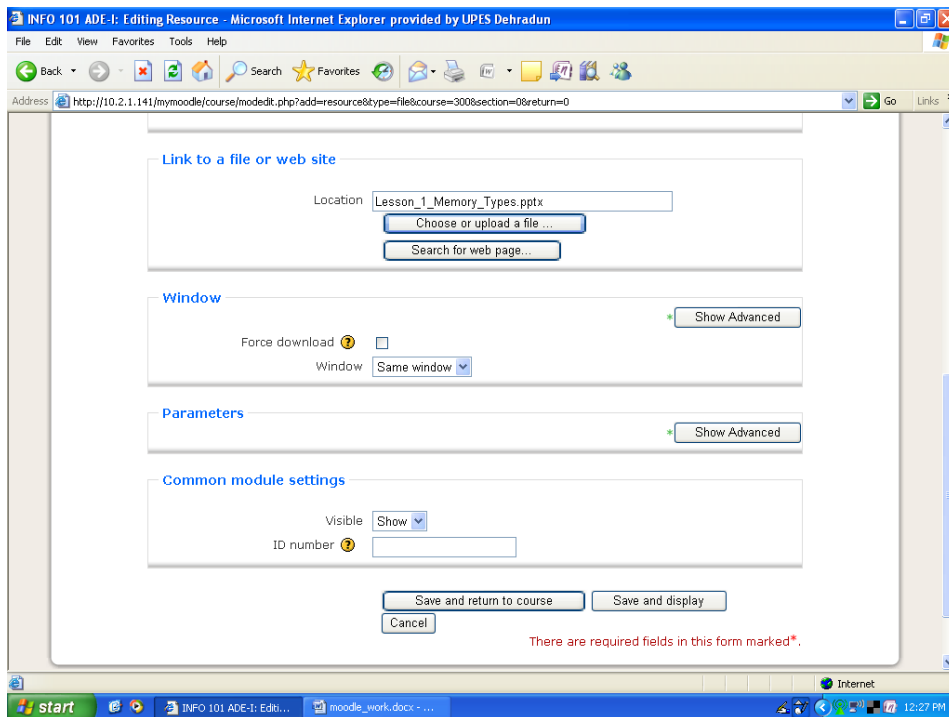 INFO 101 ADE-I: Editing Resource - Microsoft Internet Explorer provided by UPES Dehradun
File Edit View Favorites Tools Help
Back Search Favorites
Address http://10.2.1.141/mymoodle/course/modedit.php?add=resource&type=file&course=300&section=0&return=0 Go Links
Link to a file or web site
Location Lesson_1_Memory_Types.pptx
Choose or upload a file ...
Search for web page...
Window
* Show Advanced
Force download ?
Window Same window
Parameters
* Show Advanced
Common module settings
Visible Show
ID number ?
Save and return to course Save and display
Cancel
There are required fields in this form marked*.
Internet
start INFO 101 ADE-I: Editi... moodle_work.docx - ... 12:27 PM